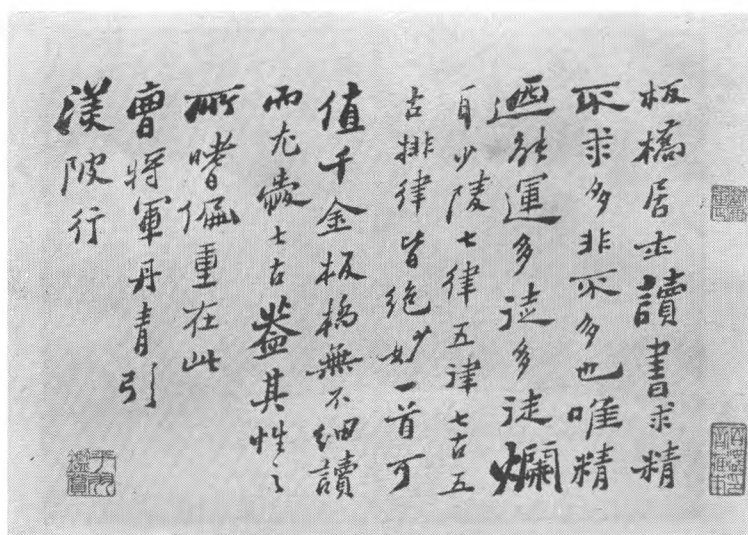 板橋居士讀書求精
不求多非不多也唯精
迺能運多徒多徒爛
耳少陵七律五律七古五
古排律皆絕妙一首可
值千金板橋無不細讀
而尤愛七古蓋其性之
所嗜偏重在此
曹將軍丹青引
渼陂行